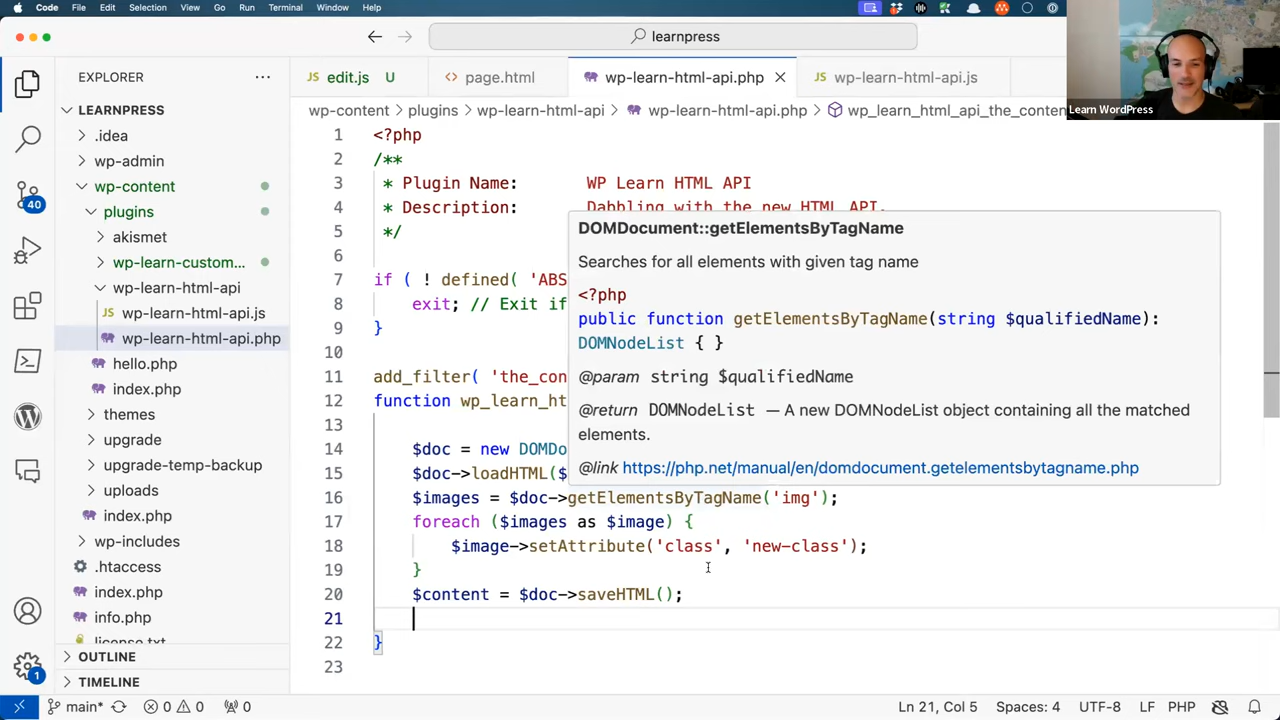 Code File Edit Selection View Go Run Terminal Window Help
learnpress
Learn WordPress
EXPLORER
JS edit.js U
<> page.html
wp-learn-html-api.php
JS wp-learn-html-api.js
wp-content > plugins > wp-learn-html-api > wp-learn-html-api.php > wp_learn_html_api_the_conten
LEARNPRESS
.idea
wp-admin
wp-content
plugins
akismet
wp-learn-custom...
wp-learn-html-api
JS wp-learn-html-api.js
wp-learn-html-api.php
hello.php
index.php
themes
upgrade
upgrade-temp-backup
uploads
index.php
wp-includes
.htaccess
index.php
info.php
license.txt
OUTLINE
TIMELINE
40
1
1 <?php
2 /**
3 * Plugin Name: WP Learn HTML API
4 * Description: Dabbling with the new HTML API.
5 */
6
7 if ( ! defined( 'ABS
8 exit; // Exit if
9 }
10
11 add_filter( 'the_con
12 function wp_learn_ht
13
14 $doc = new DOMDo
15 $doc->loadHTML($
16 $images = $doc->getElementsByTagName('img');
17 foreach ($images as $image) {
18 $image->setAttribute('class', 'new-class');
19 }
20 $content = $doc->saveHTML();
21
22 }
23
DOMDocument::getElementsByTagName
Searches for all elements with given tag name
<?php
public function getElementsByTagName(string $qualifiedName):
DOMNodeList { }
@param string $qualifiedName
@return DOMNodeList — A new DOMNodeList object containing all the matched
elements.
@link https://php.net/manual/en/domdocument.getelementsbytagname.php
main* 0 0 0 Ln 21, Col 5 Spaces: 4 UTF-8 LF PHP